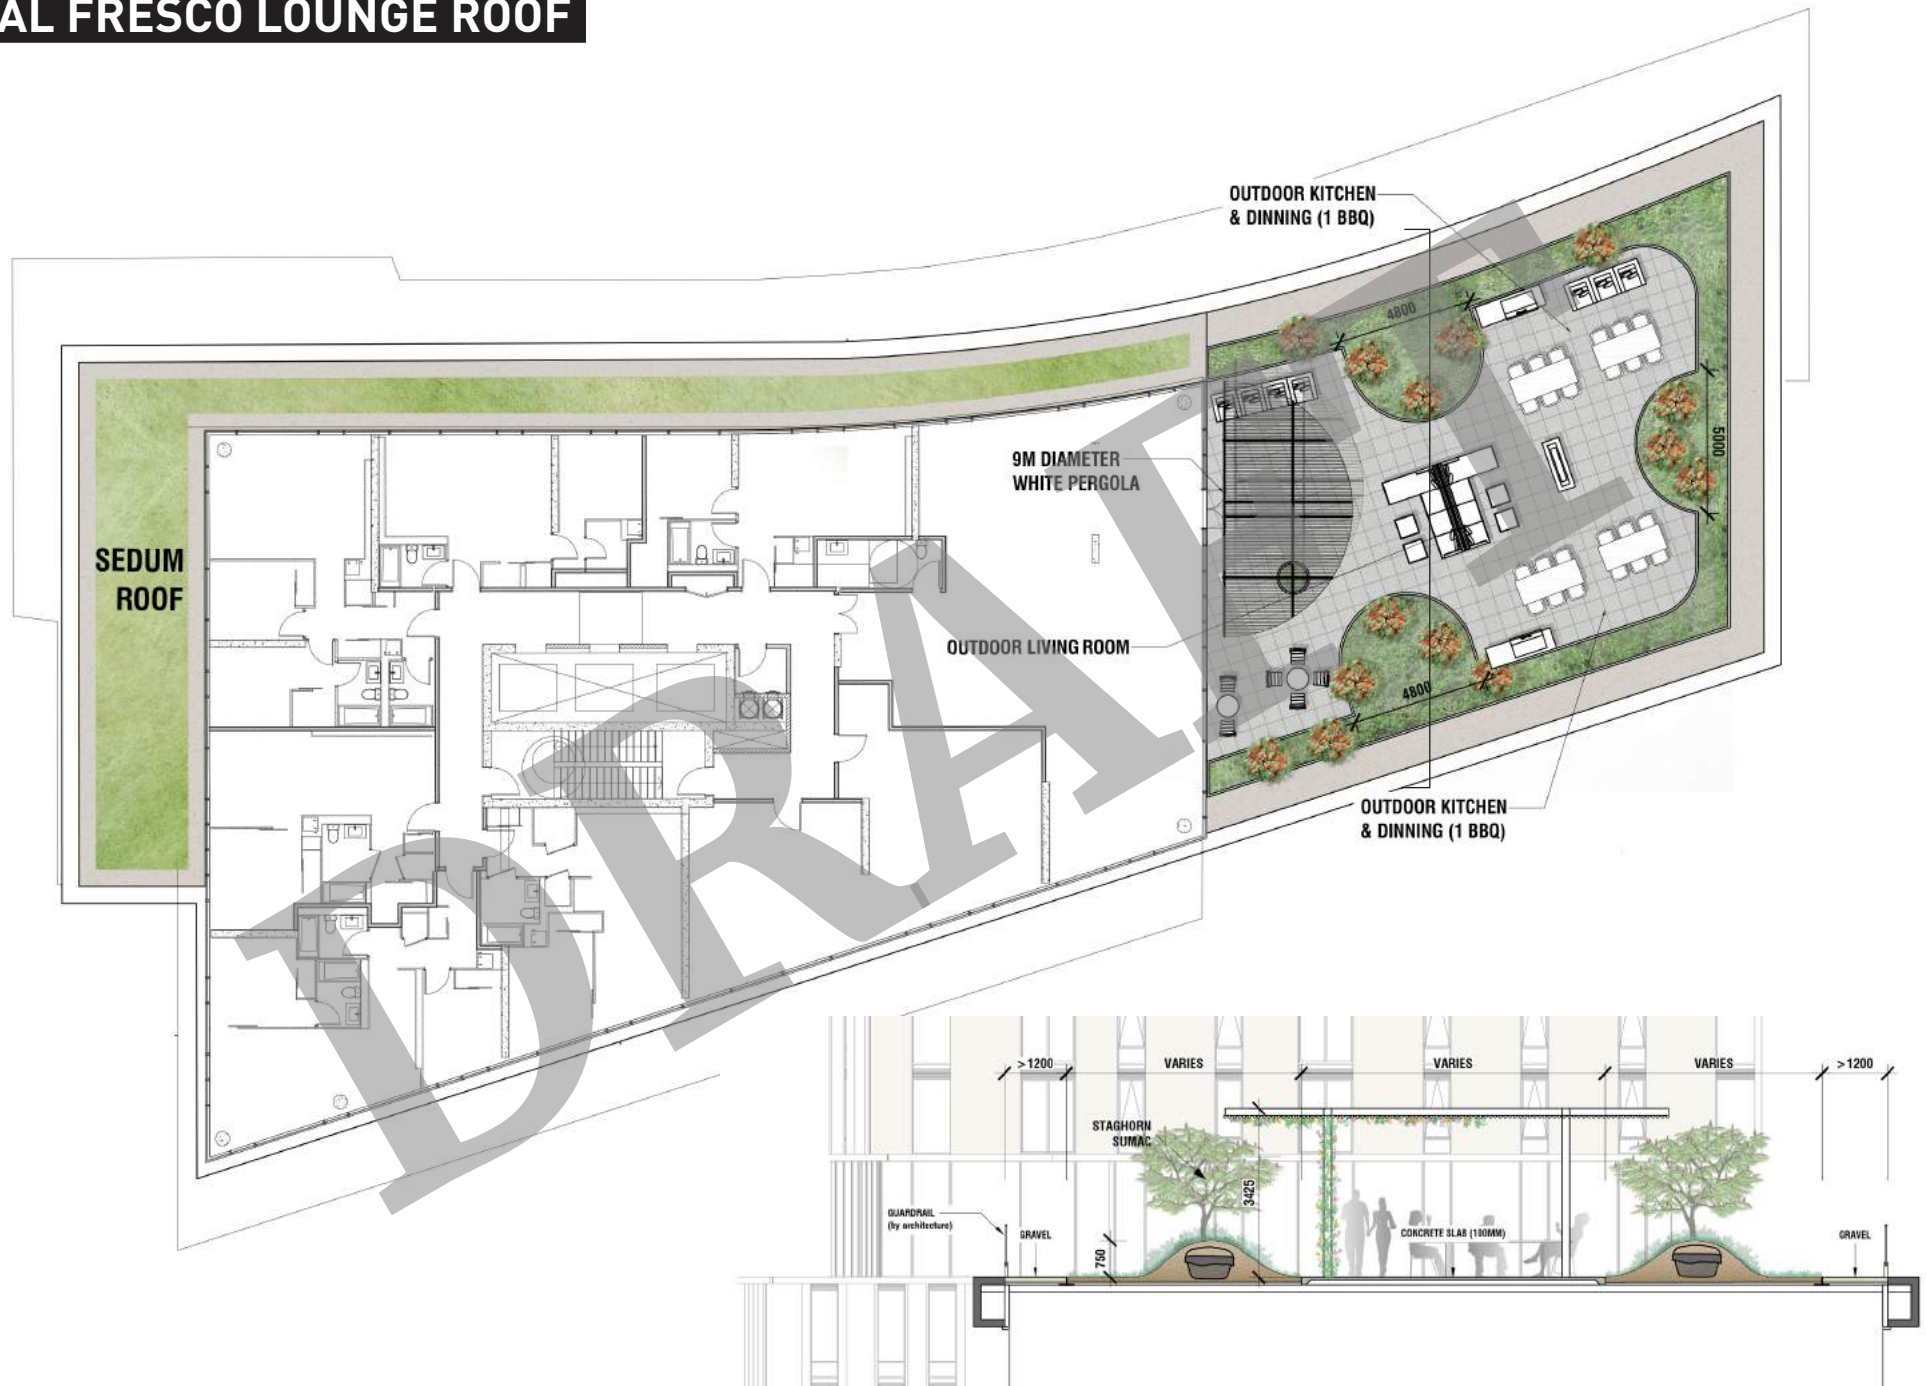 AL FRESCO LOUNGE ROOF
OUTDOOR KITCHEN
& DINNING (1 BBQ)
4800
5000
9M DIAMETER
WHITE PERGOLA
SEDUM
ROOF
OUTDOOR LIVING ROOM
4800
OUTDOOR KITCHEN
& DINNING (1 BBQ)
DRAFT
>1200
VARIES
VARIES
VARIES
>1200
STAGHORN
SUMAC
3425
GUARDRAIL
(by architecture)
GRAVEL
CONCRETE SLAB (100MM)
GRAVEL
750